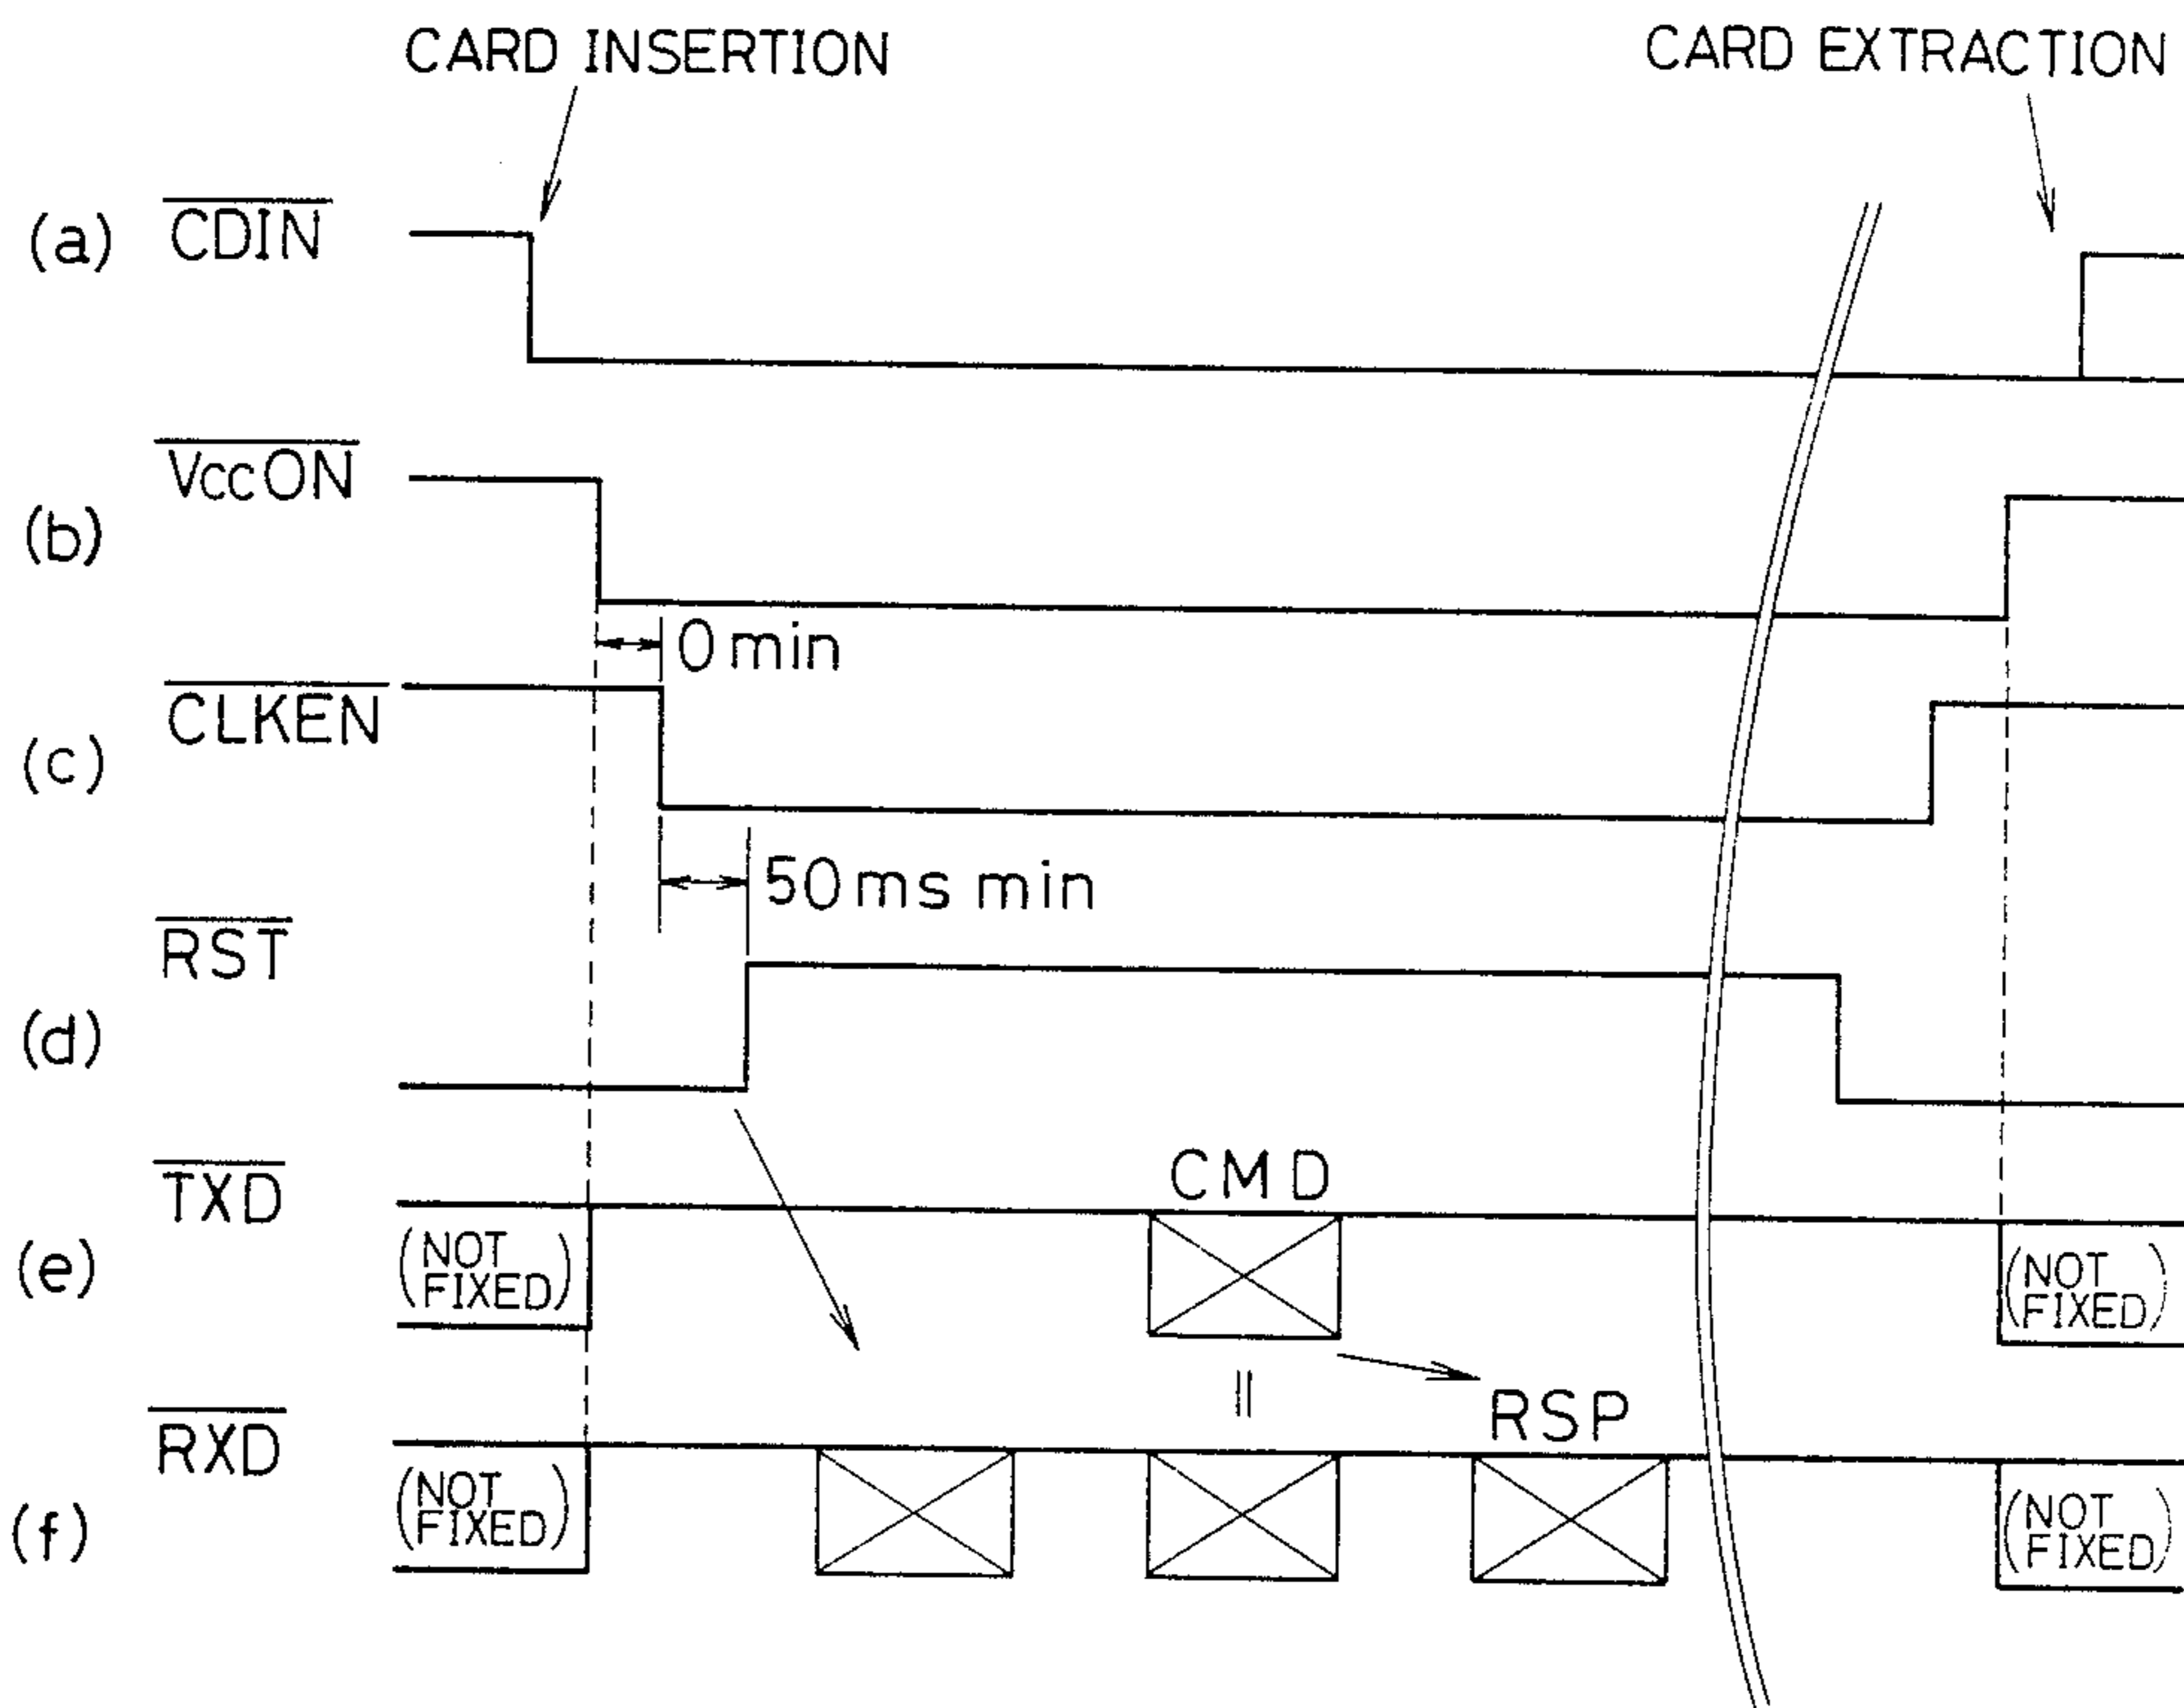 CARD INSERTION
CARD EXTRACTION
(a) CDIN
(b) VccON
0 min
(c) CLKEN
50ms min
(d) RST
(e) TXD
CMD
(NOT FIXED)
(NOT FIXED)
(f) RXD
=
RSP
(NOT FIXED)
(NOT FIXED)